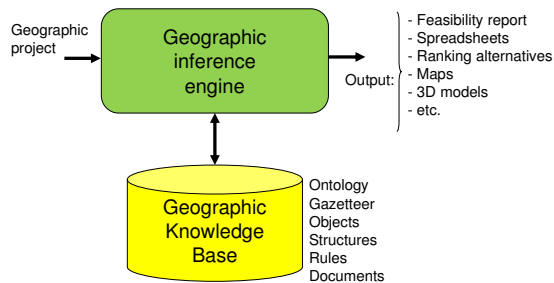 Geographic
project
Geographic
inference
engine
Output:
- Feasibility report
- Spreadsheets
- Ranking alternatives
- Maps
- 3D models
- etc.
Geographic
Knowledge
Base
Ontology
Gazetteer
Objects
Structures
Rules
Documents